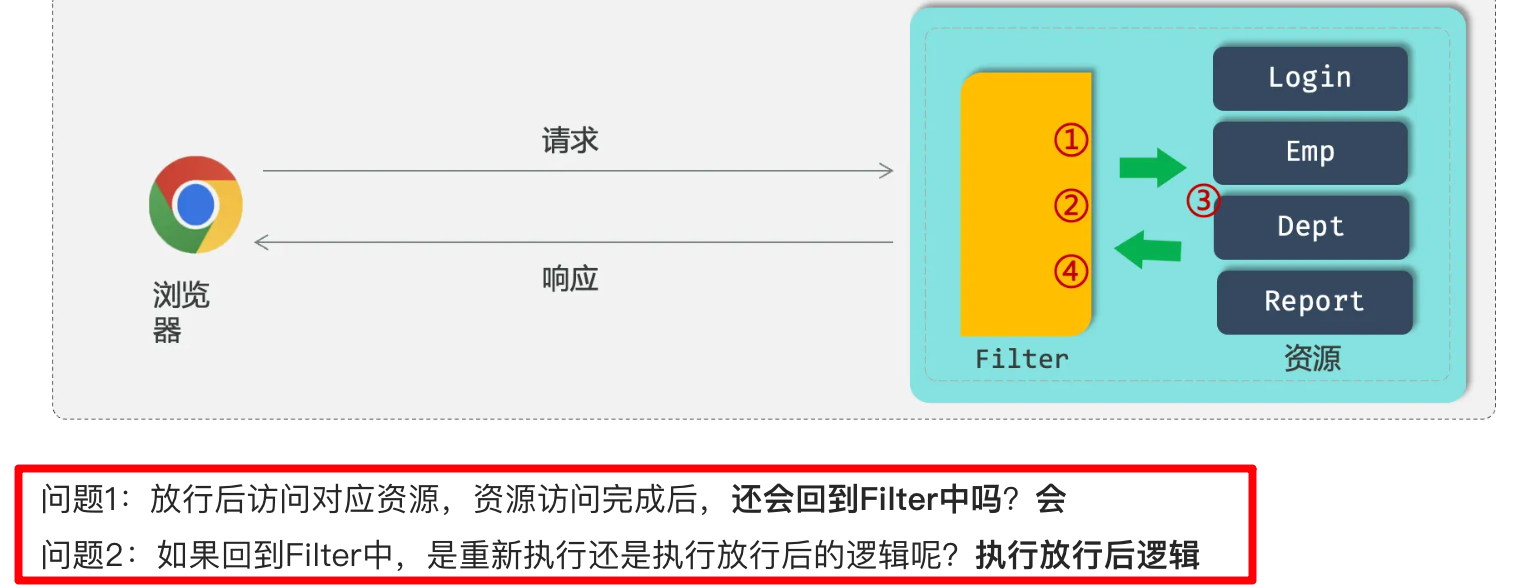 请求
响应
浏览
器
①
②
③
④
Filter
Login
Emp
Dept
Report
资源
问题1：放行后访问对应资源，资源访问完成后，还会回到Filter中吗？会
问题2：如果回到Filter中，是重新执行还是执行放行后的逻辑呢？执行放行后逻辑